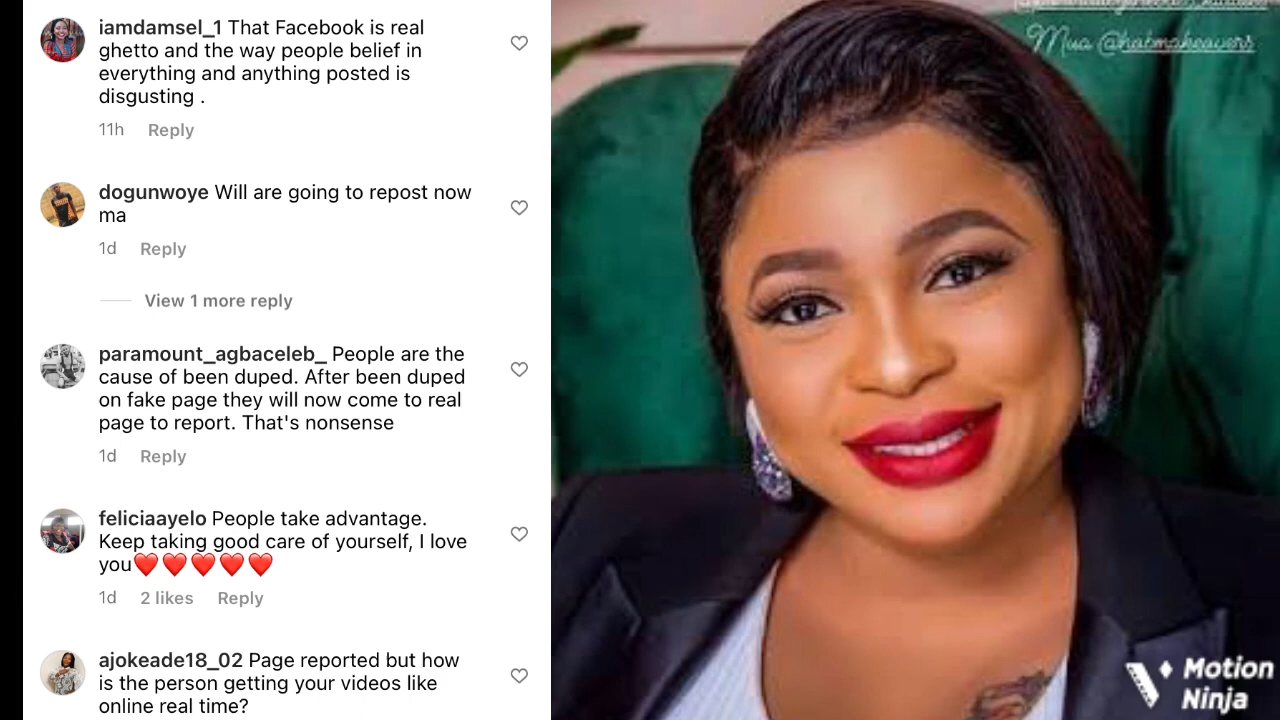 iamdamsel_1 That Facebook is real
ghetto and the way people belief in
everything and anything posted is
disgusting .
11h Reply
dogunwoye Will are going to repost now
ma
1d Reply
View 1 more reply
paramount_agbaceleb_ People are the
cause of been duped. After been duped
on fake page they will now come to real
page to report. That's nonsense
1d Reply
feliciaayelo People take advantage.
Keep taking good care of yourself, I love
you❤️❤️❤️❤️❤️
1d 2 likes Reply
ajokeade18_02 Page reported but how
is the person getting your videos like
online real time?
Mua @hotmakeovers
Motion
Ninja